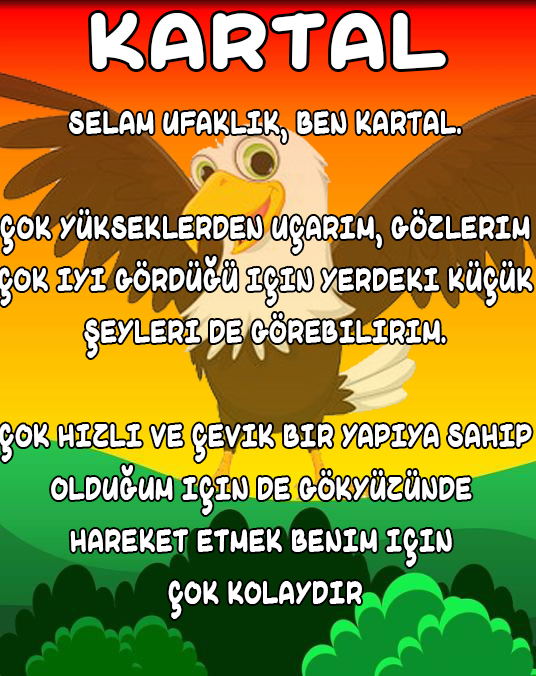 KARTAL
SELAM UFAKLIK, BEN KARTAL.
ÇOK YÜKSEKLERDEN UÇARIM, GÖZLERIM
ÇOK IYI GÖRDÜĞÜ IÇIN YERDEKI KÜÇÜK
ŞEYLERI DE GÖREBILIRIM.
ÇOK HIZLI VE ÇEVIK BIR YAPIYA SAHIP
OLDUĞUM IÇIN DE GÖKYÜZÜNDE
HAREKET ETMEK BENIM IÇIN
ÇOK KOLAYDIR